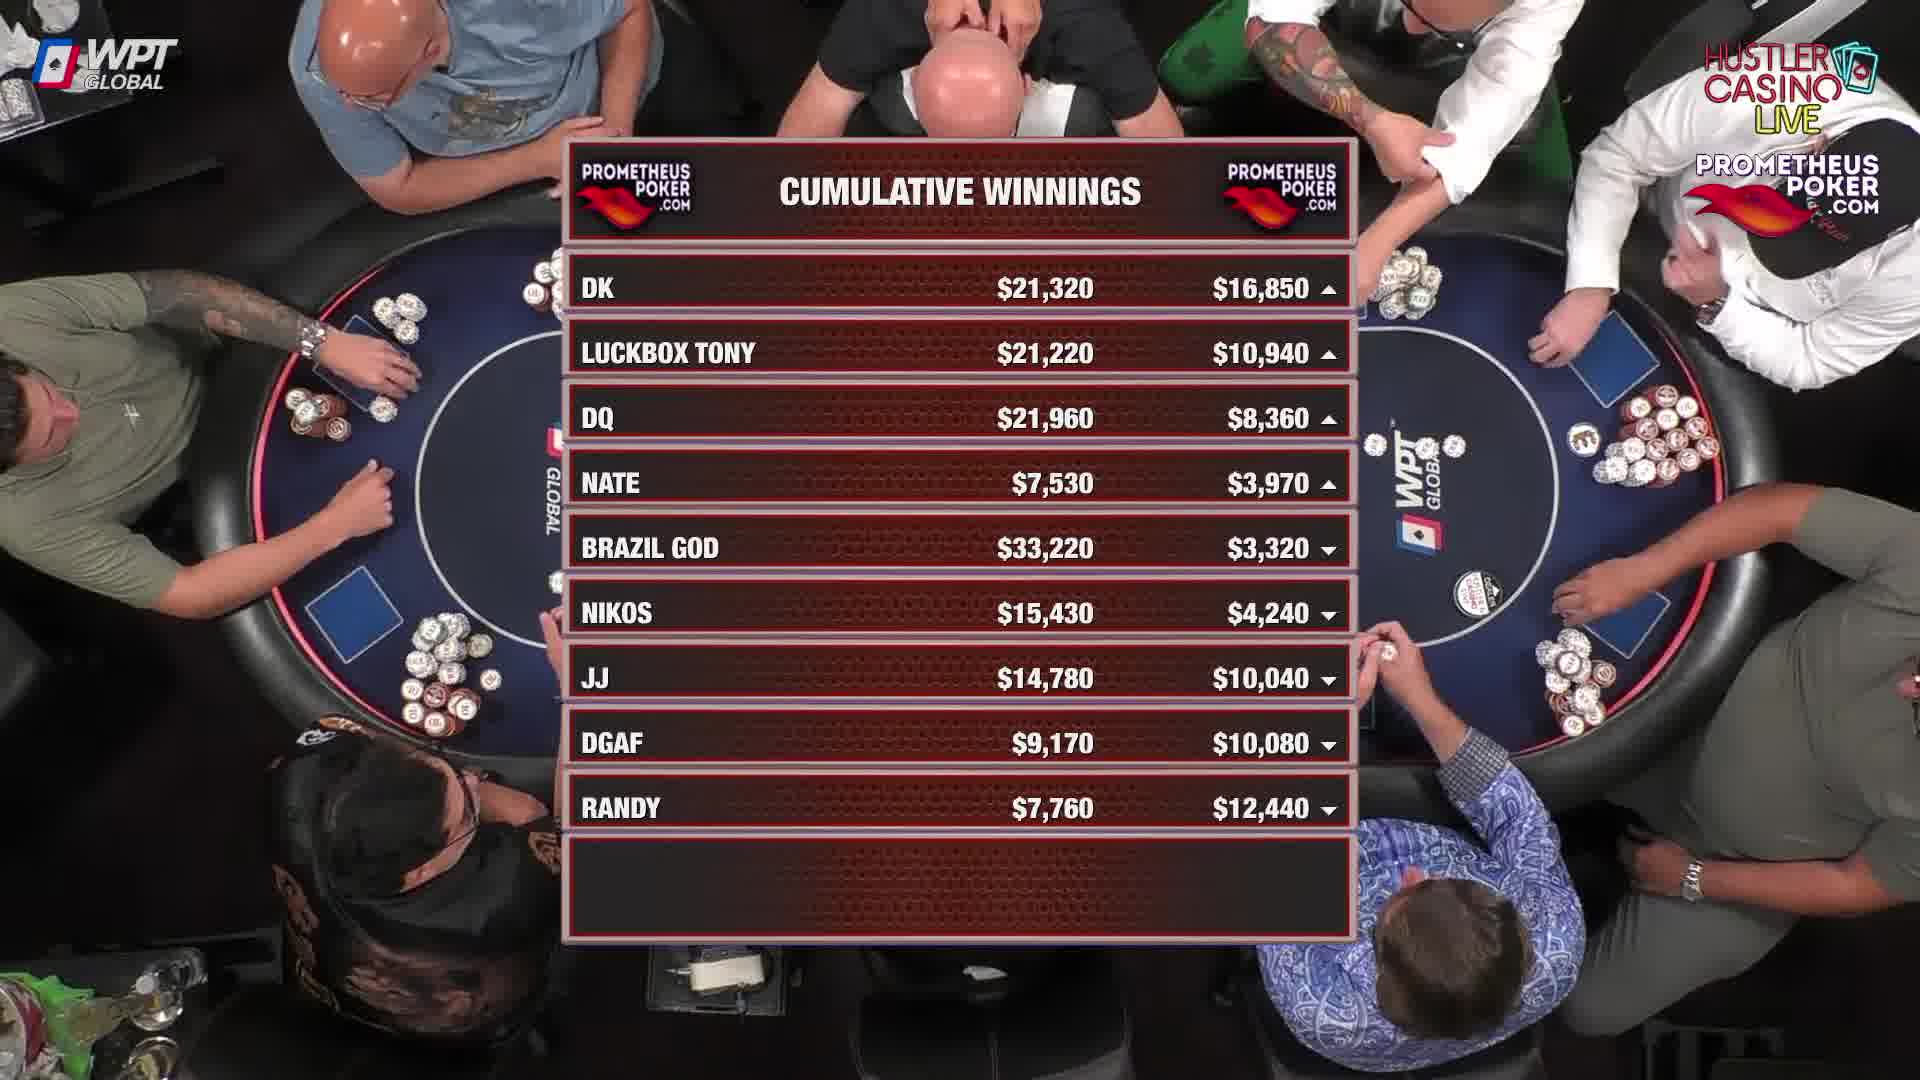 WPT
GLOBAL
HUSTLER
CASINO
LIVE
PROMETHEUS
POKER
.COM
PROMETHEUS
POKER
.COM
CUMULATIVE WINNINGS
PROMETHEUS
POKER
.COM
DK $21,320 $16,850
LUCKBOX TONY $21,220 $10,940
DQ $21,960 $8,360
NATE $7,530 $3,970
BRAZIL GOD $33,220 $3,320
NIKOS $15,430 $4,240
JJ $14,780 $10,040
DGAF $9,170 $10,080
RANDY $7,760 $12,440
GLOBAL
WPT
GLOBAL